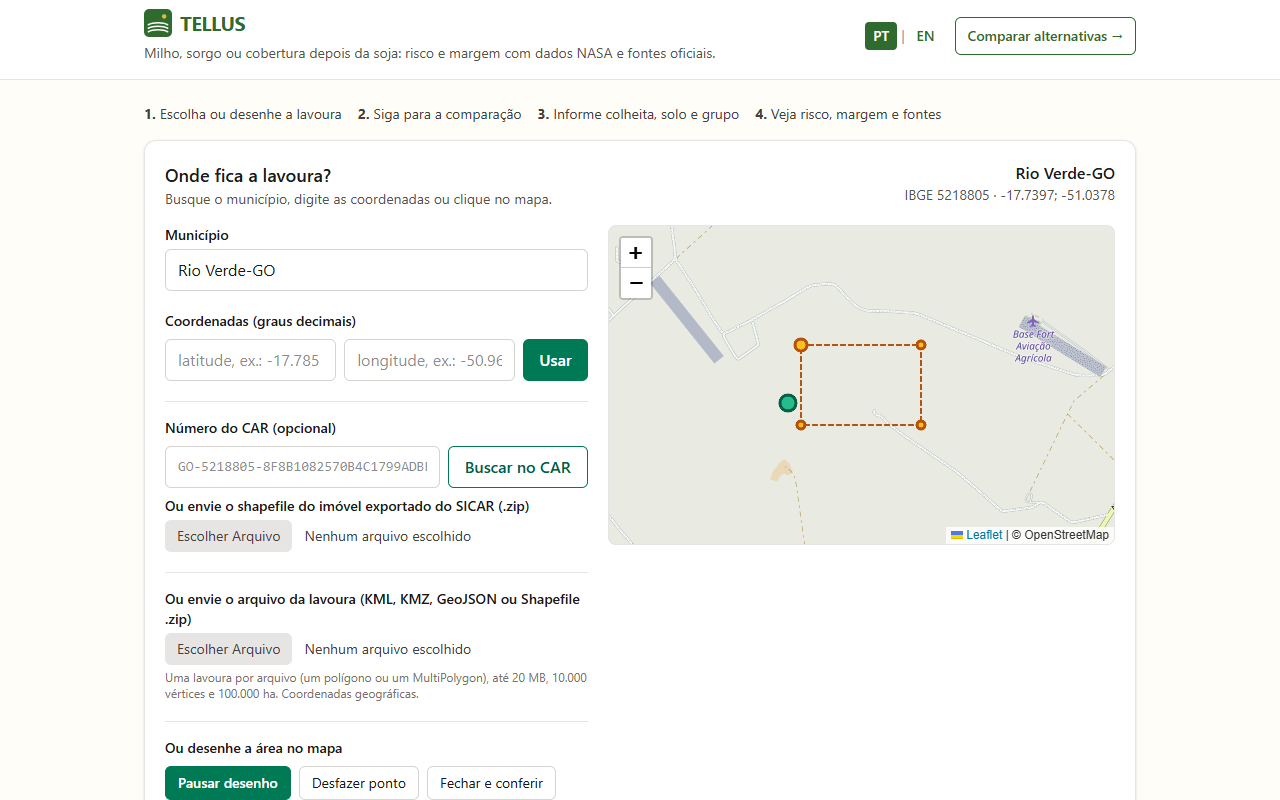 TELLUS
Milho, sorgo ou cobertura depois da soja: risco e margem com dados NASA e fontes oficiais.
PT | EN
Comparar alternativas →
1. Escolha ou desenhe a lavoura 2. Siga para a comparação 3. Informe colheita, solo e grupo 4. Veja risco, margem e fontes
Onde fica a lavoura?
Busque o município, digite as coordenadas ou clique no mapa.
Rio Verde-GO
IBGE 5218805 · -17.7397; -51.0378
Município
Rio Verde-GO
Coordenadas (graus decimais)
latitude, ex.: -17.785
longitude, ex.: -50.96
Usar
Número do CAR (opcional)
GO-5218805-8F8B1082570B4C1799ADBI
Buscar no CAR
Ou envie o shapefile do imóvel exportado do SICAR (.zip)
Escolher Arquivo Nenhum arquivo escolhido
Ou envie o arquivo da lavoura (KML, KMZ, GeoJSON ou Shapefile
.zip)
Escolher Arquivo Nenhum arquivo escolhido
Uma lavoura por arquivo (um polígono ou um MultiPolygon), até 20 MB, 10.000
vértices e 100.000 ha. Coordenadas geográficas.
Ou desenhe a área no mapa
Pausar desenho
Desfazer ponto
Fechar e conferir
+
−
Base Fort
Aviação
Agrícola
Leaflet | © OpenStreetMap